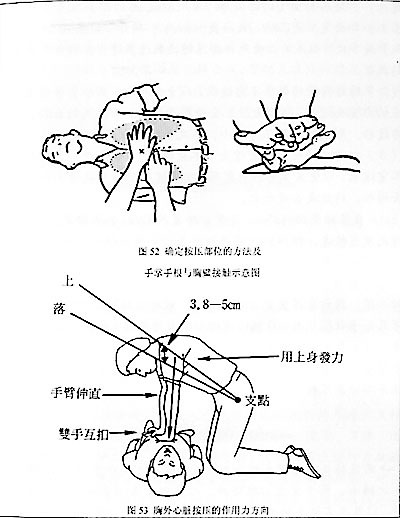 图 52 确定按压部位的方法及
手掌手根与胸壁接触示意图
上
落
3.8—5cm
用上身發力
手臂伸直
支點
雙手互扣
图 53 胸外心脏按压的作用力方向